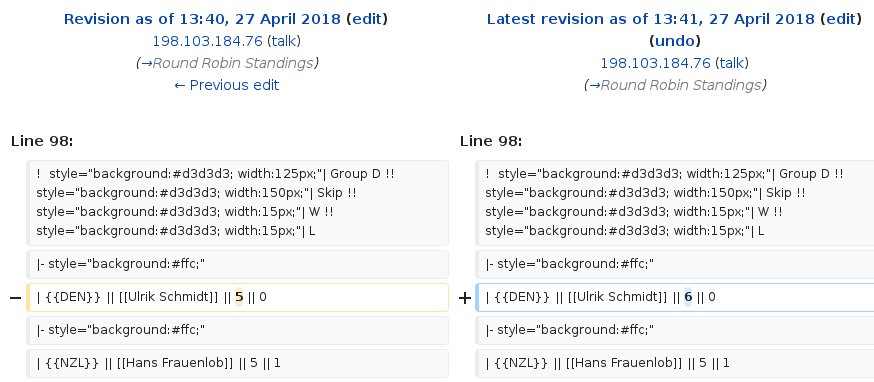 Revision as of 13:40, 27 April 2018 (edit)
198.103.184.76 (talk)
(→Round Robin Standings)
← Previous edit
Latest revision as of 13:41, 27 April 2018 (edit)
(undo)
198.103.184.76 (talk)
(→Round Robin Standings)
Line 98:
Line 98:
! style="background:#d3d3d3; width:125px;"| Group D !!
style="background:#d3d3d3; width:150px;"| Skip !!
style="background:#d3d3d3; width:15px;"| W !!
style="background:#d3d3d3; width:15px;"| L
! style="background:#d3d3d3; width:125px;"| Group D !!
style="background:#d3d3d3; width:150px;"| Skip !!
style="background:#d3d3d3; width:15px;"| W !!
style="background:#d3d3d3; width:15px;"| L
|- style="background:#ffc;"
|- style="background:#ffc;"
− | {{DEN}} || [[Ulrik Schmidt]] || 5 || 0
+ | {{DEN}} || [[Ulrik Schmidt]] || 6 || 0
|- style="background:#ffc;"
|- style="background:#ffc;"
| {{NZL}} || [[Hans Frauenlob]] || 5 || 1
| {{NZL}} || [[Hans Frauenlob]] || 5 || 1